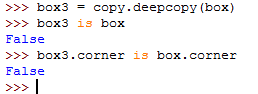 >>> box3 = copy.deepcopy(box)
>>> box3 is box
False
>>> box3.corner is box.corner
False
>>>